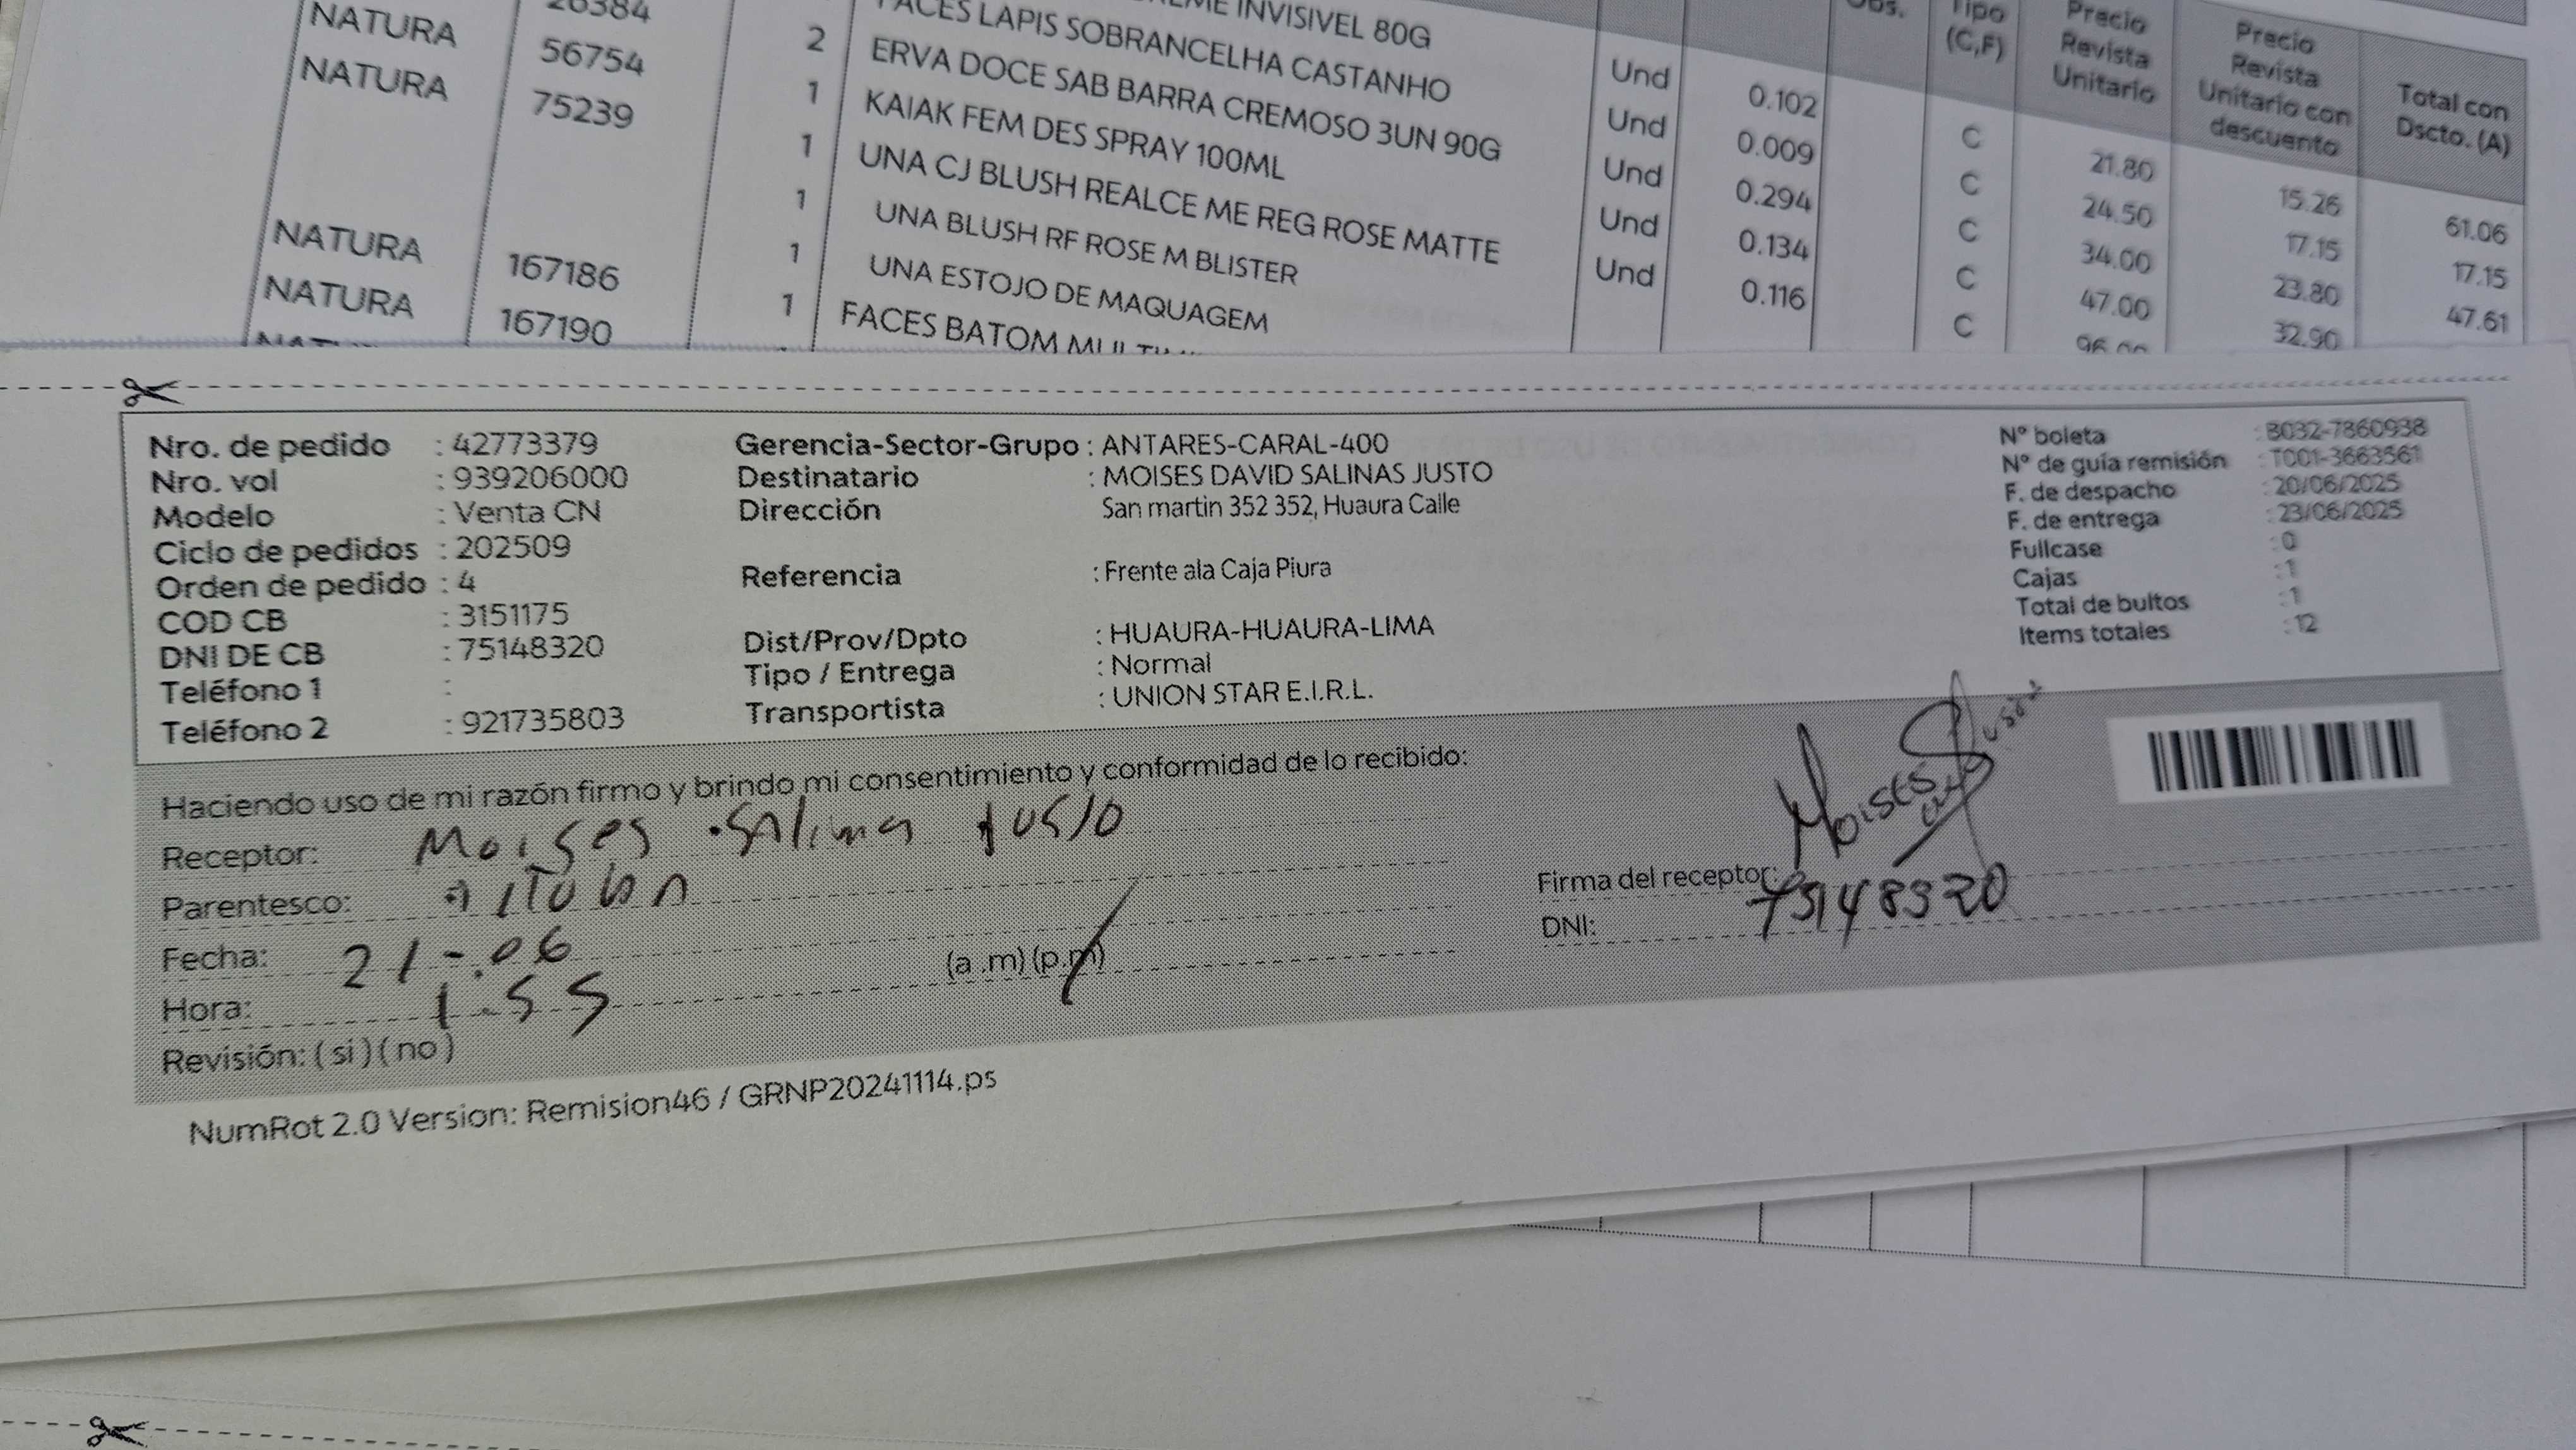 NATURA 56754 2 FACES LAPIS SOBRANCELHA CASTANHO Und 0.102 C 21.80 15.26 61.06
NATURA 75239 1 ERVA DOCE SAB BARRA CREMOSO 3UN 90G Und 0.009 C 24.50 17.15 17.15
1 KAIAK FEM DES SPRAY 100ML Und 0.294 C 34.00 23.80 47.61
1 UNA CJ BLUSH REALCE ME REG ROSE MATTE Und 0.134 C 47.00 32.90
NATURA 167186 1 UNA BLUSH RF ROSE M BLISTER Und 0.116 C
NATURA 167190 1 UNA ESTOJO DE MAQUAGEM
FACES BATOM
INVISIVEL 80G
Tipo (C,F)
Precio Revista Unitario
Precio Revista Unitario con descuento
Total con Dscto. (A)
Nro. de pedido : 42773379
Nro. vol : 939206000
Modelo : Venta CN
Ciclo de pedidos : 202509
Orden de pedido : 4
COD CB : 3151175
DNI DE CB : 75148320
Teléfono 1 :
Teléfono 2 : 921735803
Gerencia-Sector-Grupo : ANTARES-CARAL-400
Destinatario : MOISES DAVID SALINAS JUSTO
Dirección San martin 352 352, Huaura Calle
Referencia : Frente ala Caja Piura
Dist/Prov/Dpto : HUAURA-HUAURA-LIMA
Tipo / Entrega : Normal
Transportista : UNION STAR E.I.R.L.
N° boleta : B032-7860938
N° de guía remisión : T001-3663561
F. de despacho : 20/06/2025
F. de entrega : 23/06/2025
Fullcase : 0
Cajas : 1
Total de bultos : 1
Items totales : 12
Haciendo uso de mi razón firmo y brindo mi consentimiento y conformidad de lo recibido:
Receptor: Moises Salinas Justo
Parentesco:
Fecha: 21-06
Hora: 1-55 (a .m) (p.m)
Revisión: ( si ) ( no )
Firma del receptor: Moises
DNI: 75148320
NumRot 2.0 Version: Remision46 / GRNP20241114.ps